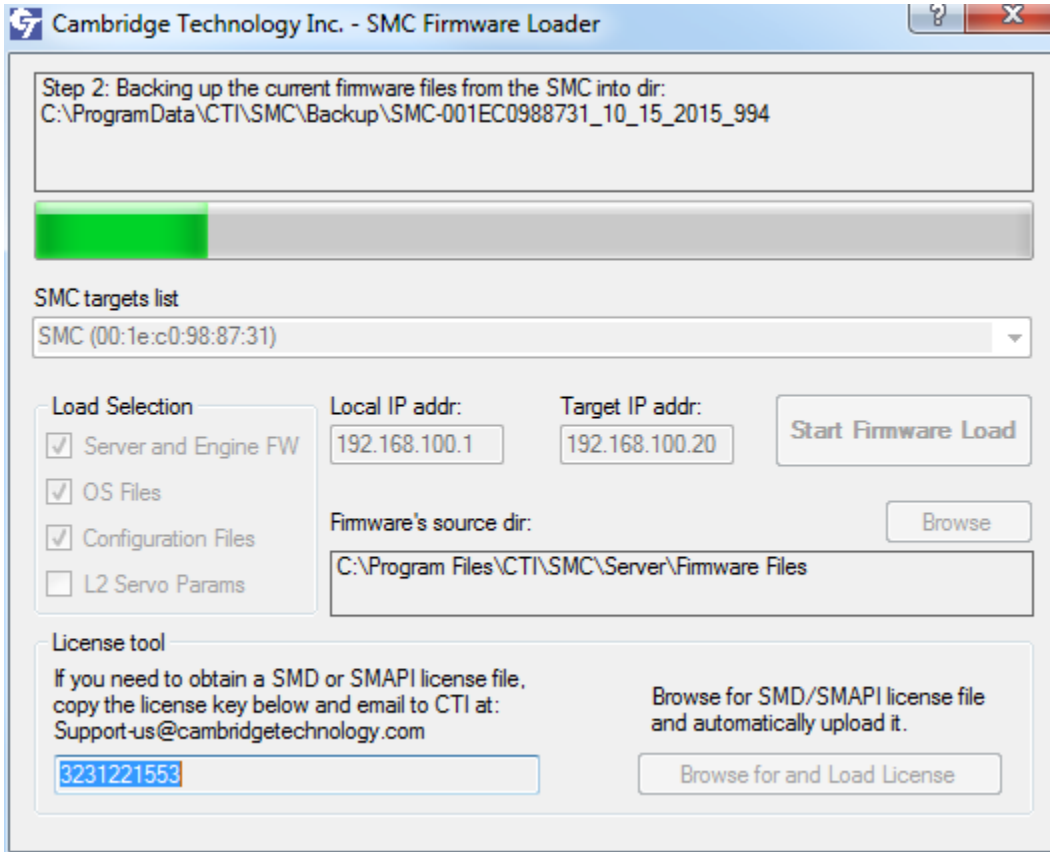 Cambridge Technology Inc. - SMC Firmware Loader
Step 2: Backing up the current firmware files from the SMC into dir:
C:\ProgramData\CTI\SMC\Backup\SMC-001EC0988731_10_15_2015_994
SMC targets list
SMC (00:1e:c0:98:87:31)
Load Selection
Server and Engine FW
OS Files
Configuration Files
L2 Servo Params
Local IP addr:
192.168.100.1
Target IP addr:
192.168.100.20
Start Firmware Load
Firmware's source dir:
Browse
C:\Program Files\CTI\SMC\Server\Firmware Files
License tool
If you need to obtain a SMD or SMAPI license file,
copy the license key below and email to CTI at:
Support-us@cambridgetechnology.com
3231221553
Browse for SMD/SMAPI license file
and automatically upload it.
Browse for and Load License